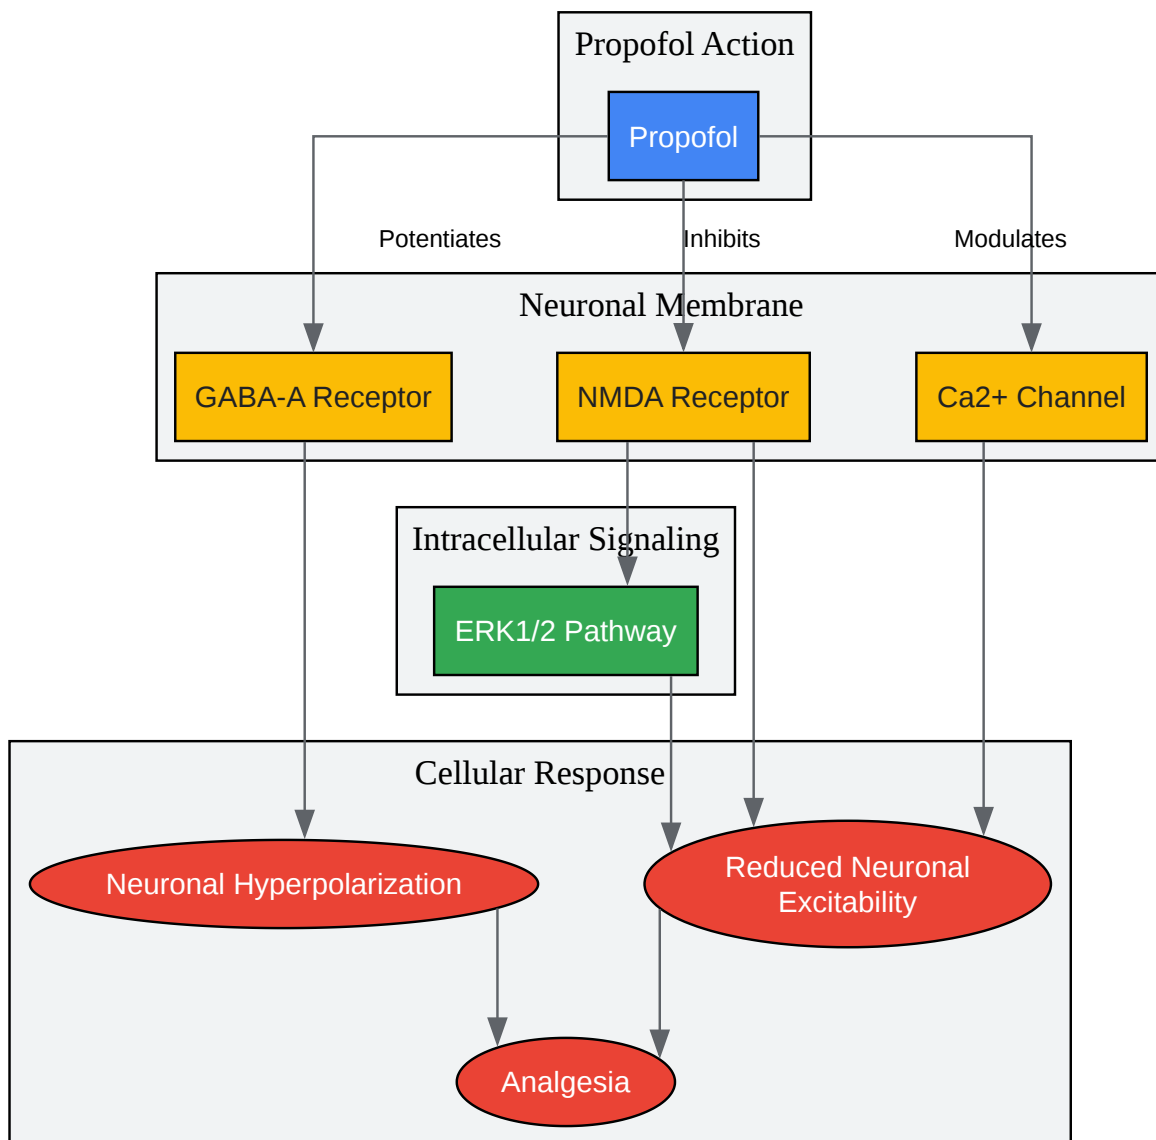 Propofol Action
Propofol
Potentiates
Inhibits
Modulates
Neuronal Membrane
GABA-A Receptor
NMDA Receptor
Ca2+ Channel
Intracellular Signaling
ERK1/2 Pathway
Cellular Response
Neuronal Hyperpolarization
Reduced Neuronal
Excitability
Analgesia